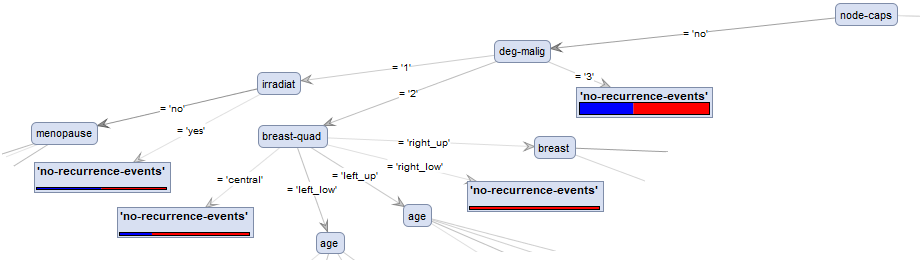 node-caps
= 'no'
deg-malig
= '1'
= '3'
irradiat
= '2'
'no-recurrence-events'
= 'no'
menopause
= 'yes'
breast-quad
= 'right_up'
breast
= 'right_low'
'no-recurrence-events'
= 'central'
= 'left_low'
= 'left_up'
'no-recurrence-events'
'no-recurrence-events'
age
age